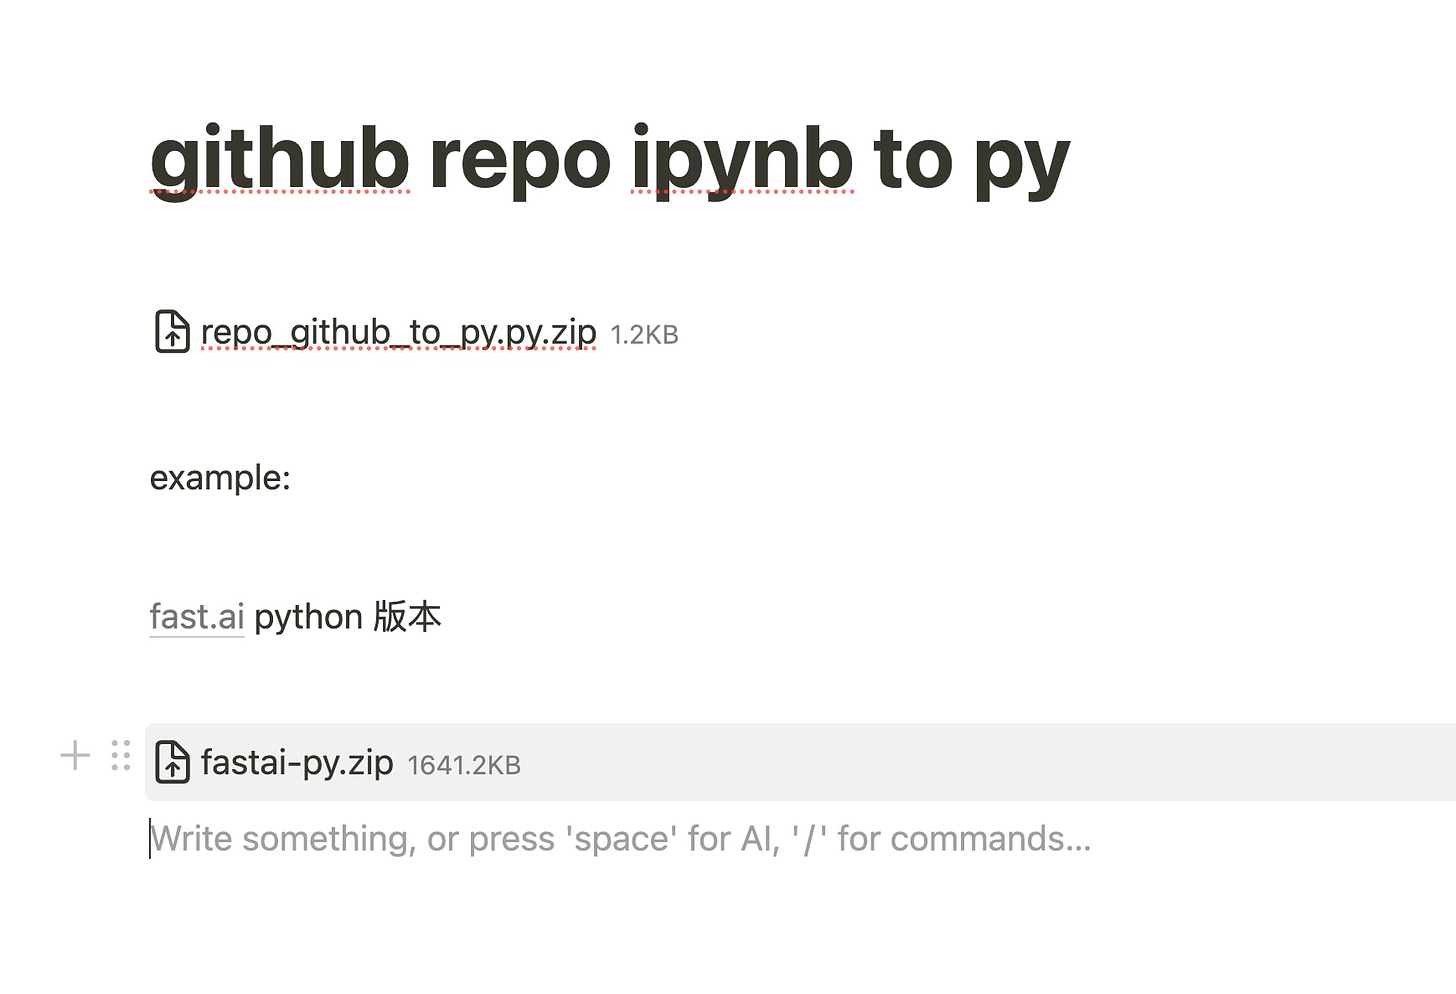 github repo ipynb to py
repo_github_to_py.py.zip 1.2KB
example:
fast.ai python 版本
fastai-py.zip 1641.2KB
Write something, or press 'space' for AI, '/' for commands...